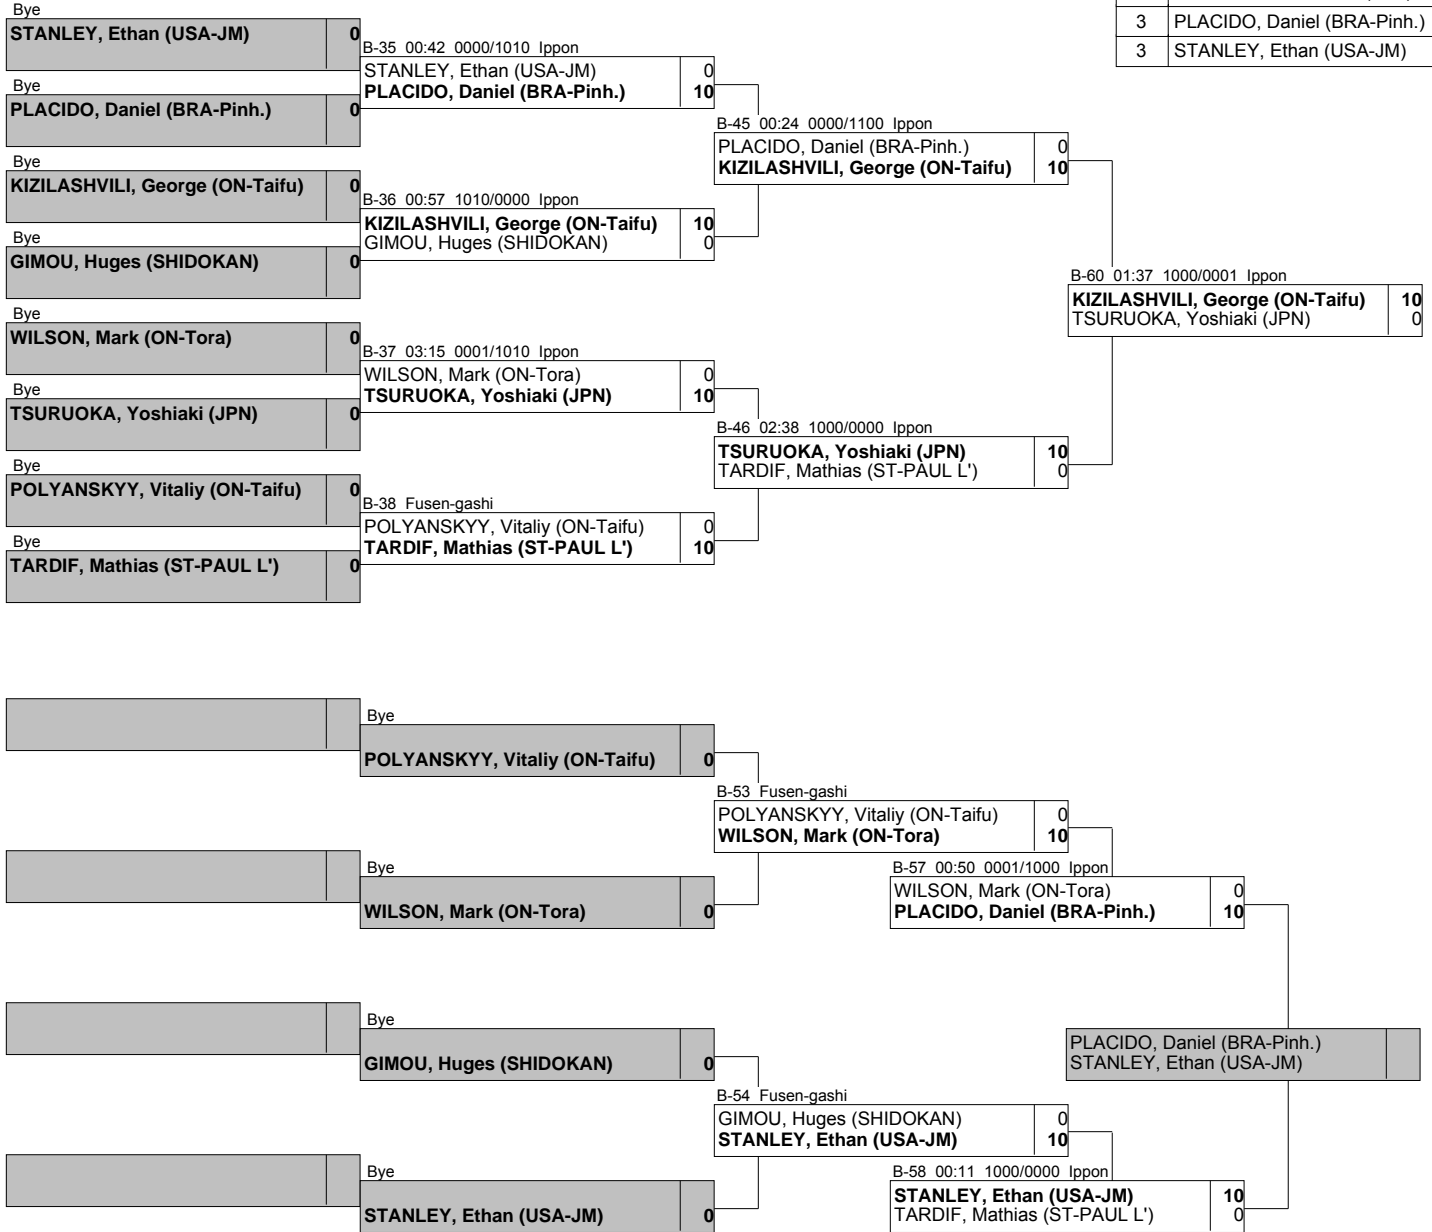 Bye
STANLEY, Ethan (USA-JM) 0
Bye
PLACIDO, Daniel (BRA-Pinh.) 0
Bye
KIZILASHVILI, George (ON-Taifu) 0
Bye
GIMOU, Huges (SHIDOKAN) 0
Bye
WILSON, Mark (ON-Tora) 0
Bye
TSURUOKA, Yoshiaki (JPN) 0
Bye
POLYANSKYY, Vitaliy (ON-Taifu) 0
Bye
TARDIF, Mathias (ST-PAUL L') 0
B-35 00:42 0000/1010 Ippon
STANLEY, Ethan (USA-JM) 0
PLACIDO, Daniel (BRA-Pinh.) 10
B-36 00:57 1010/0000 Ippon
KIZILASHVILI, George (ON-Taifu) 10
GIMOU, Huges (SHIDOKAN) 0
B-37 03:15 0001/1010 Ippon
WILSON, Mark (ON-Tora) 0
TSURUOKA, Yoshiaki (JPN) 10
B-38 Fusen-gashi
POLYANSKYY, Vitaliy (ON-Taifu) 0
TARDIF, Mathias (ST-PAUL L') 10
B-45 00:24 0000/1100 Ippon
PLACIDO, Daniel (BRA-Pinh.) 0
KIZILASHVILI, George (ON-Taifu) 10
B-46 02:38 1000/0000 Ippon
TSURUOKA, Yoshiaki (JPN) 10
TARDIF, Mathias (ST-PAUL L') 0
B-60 01:37 1000/0001 Ippon
KIZILASHVILI, George (ON-Taifu) 10
TSURUOKA, Yoshiaki (JPN) 0
3 PLACIDO, Daniel (BRA-Pinh.)
3 STANLEY, Ethan (USA-JM)
Bye
POLYANSKYY, Vitaliy (ON-Taifu) 0
Bye
WILSON, Mark (ON-Tora) 0
Bye
GIMOU, Huges (SHIDOKAN) 0
Bye
STANLEY, Ethan (USA-JM) 0
B-53 Fusen-gashi
POLYANSKYY, Vitaliy (ON-Taifu) 0
WILSON, Mark (ON-Tora) 10
B-54 Fusen-gashi
GIMOU, Huges (SHIDOKAN) 0
STANLEY, Ethan (USA-JM) 10
B-57 00:50 0001/1000 Ippon
WILSON, Mark (ON-Tora) 0
PLACIDO, Daniel (BRA-Pinh.) 10
B-58 00:11 1000/0000 Ippon
STANLEY, Ethan (USA-JM) 10
TARDIF, Mathias (ST-PAUL L') 0
PLACIDO, Daniel (BRA-Pinh.)
STANLEY, Ethan (USA-JM)